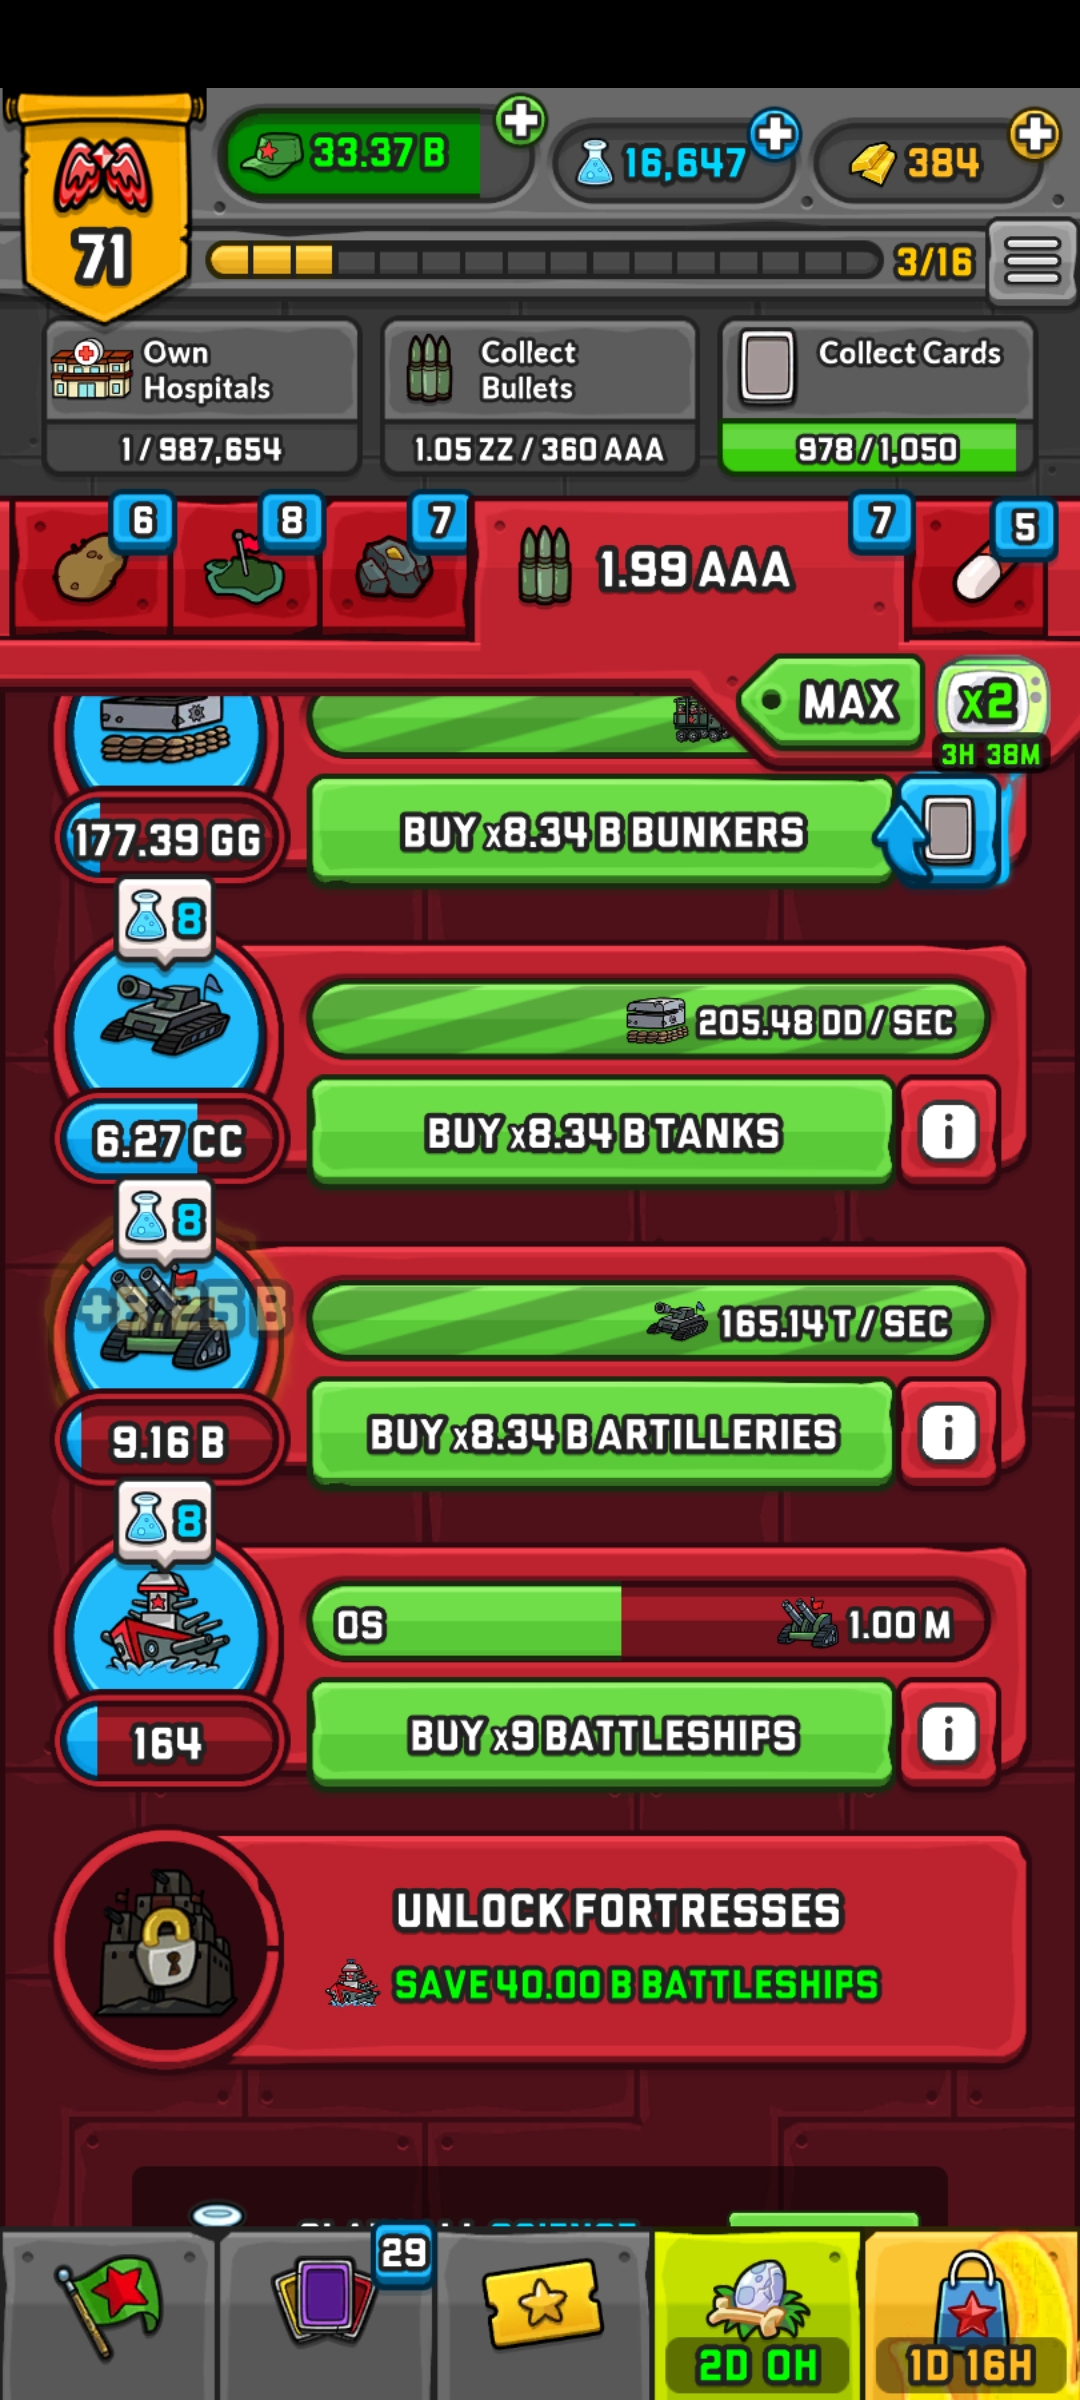 33.37 B
16,647
384
71
3/16
Own
Hospitals
1/987,654
Collect
Bullets
1.05 ZZ / 360 AAA
Collect Cards
978/1,050
6
8
7
1.99 AAA
7
5
MAX
x2
3H 38M
177.39 GG
BUY x8.34 B BUNKERS
8
205.48 DD / SEC
6.27 CC
BUY x8.34 B TANKS
8
+8.25 B
165.14 T / SEC
9.16 B
BUY x8.34 B ARTILLERIES
8
0S
1.00 M
164
BUY x9 BATTLESHIPS
UNLOCK FORTRESSES
SAVE 40.00 B BATTLESHIPS
29
2D 0H
1D 16H